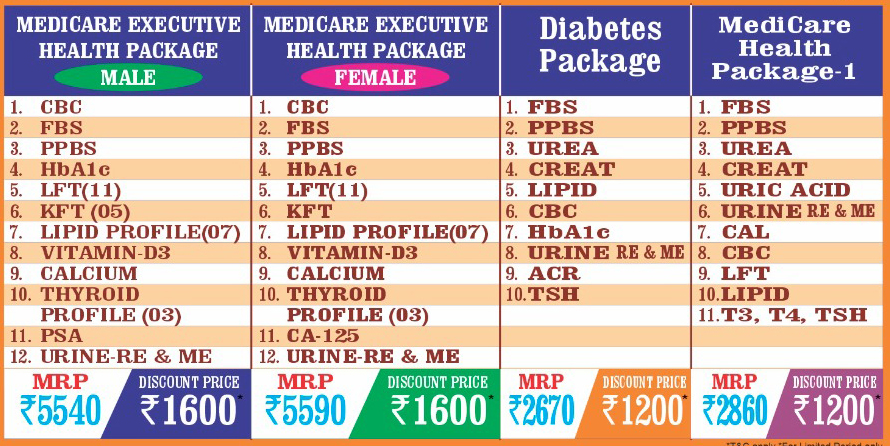 MEDICARE EXECUTIVE
HEALTH PACKAGE
MALE
1. CBC
2. FBS
3. PPBS
4. HbA1c
5. LFT(11)
6. KFT (05)
7. LIPID PROFILE(07)
8. VITAMIN-D3
9. CALCIUM
10. THYROID
PROFILE (03)
11. PSA
12. URINE-RE & ME
MRP
₹5540
DISCOUNT PRICE
₹1600*
MEDICARE EXECUTIVE
HEALTH PACKAGE
FEMALE
1. CBC
2. FBS
3. PPBS
4. HbA1c
5. LFT(11)
6. KFT
7. LIPID PROFILE(07)
8. VITAMIN-D3
9. CALCIUM
10. THYROID
PROFILE (03)
11. CA-125
12. URINE-RE & ME
MRP
₹5590
DISCOUNT PRICE
₹1600*
Diabetes
Package
1. FBS
2. PPBS
3. UREA
4. CREAT
5. LIPID
6. CBC
7. HbA1c
8. URINE RE & ME
9. ACR
10.TSH
MRP
₹2670
DISCOUNT PRICE
₹1200*
MediCare
Health
Package-1
1. FBS
2. PPBS
3. UREA
4. CREAT
5. URIC ACID
6. URINE RE & ME
7. CAL
8. CBC
9. LFT
10.LIPID
11.T3, T4, TSH
MRP
₹2860
DISCOUNT PRICE
₹1200*
*T&C apply *For Limited Period only